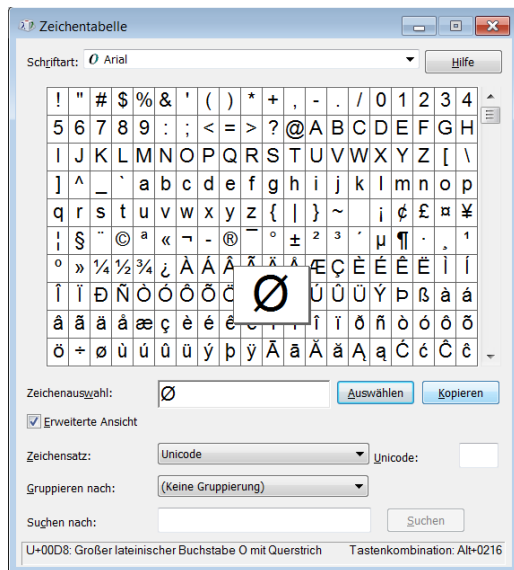 Zeichentabelle
Schriftart: O Arial Hilfe
! " # $ % & ' ( ) * + , - . / 0 1 2 3 4
5 6 7 8 9 : ; < = > ? @ A B C D E F G H
I J K L M N O P Q R S T U V W X Y Z [ \
] ^ _ ` a b c d e f g h i j k l m n o p
q r s t u v w x y z { | } ~ ¡ ¢ £ ¤ ¥
¦ § ¨ © ª « ¬ - ® ¯ ° ± ² ³ ´ µ ¶ · ¸ ¹
º » ¼ ½ ¾ ¿ À Á Â Ã Ä Å Æ Ç È É Ê Ë Ì Í
Î Ï Ð Ñ Ò Ó Ô Õ Ö Ø Ú Û Ü Ý Þ ß à á
â ã ä å æ ç è é ê î ï ð ñ ò ó ô õ
ö ÷ ø ù ú û ü ý þ ÿ Ā ā Ă ă Ą ą Ć ć Ĉ ĉ
Zeichenauswahl: Ø Auswählen Kopieren
Erweiterte Ansicht
Zeichensatz: Unicode Unicode:
Gruppieren nach: (Keine Gruppierung)
Suchen nach: Suchen
U+00D8: Großer lateinischer Buchstabe O mit Querstrich Tastenkombination: Alt+0216